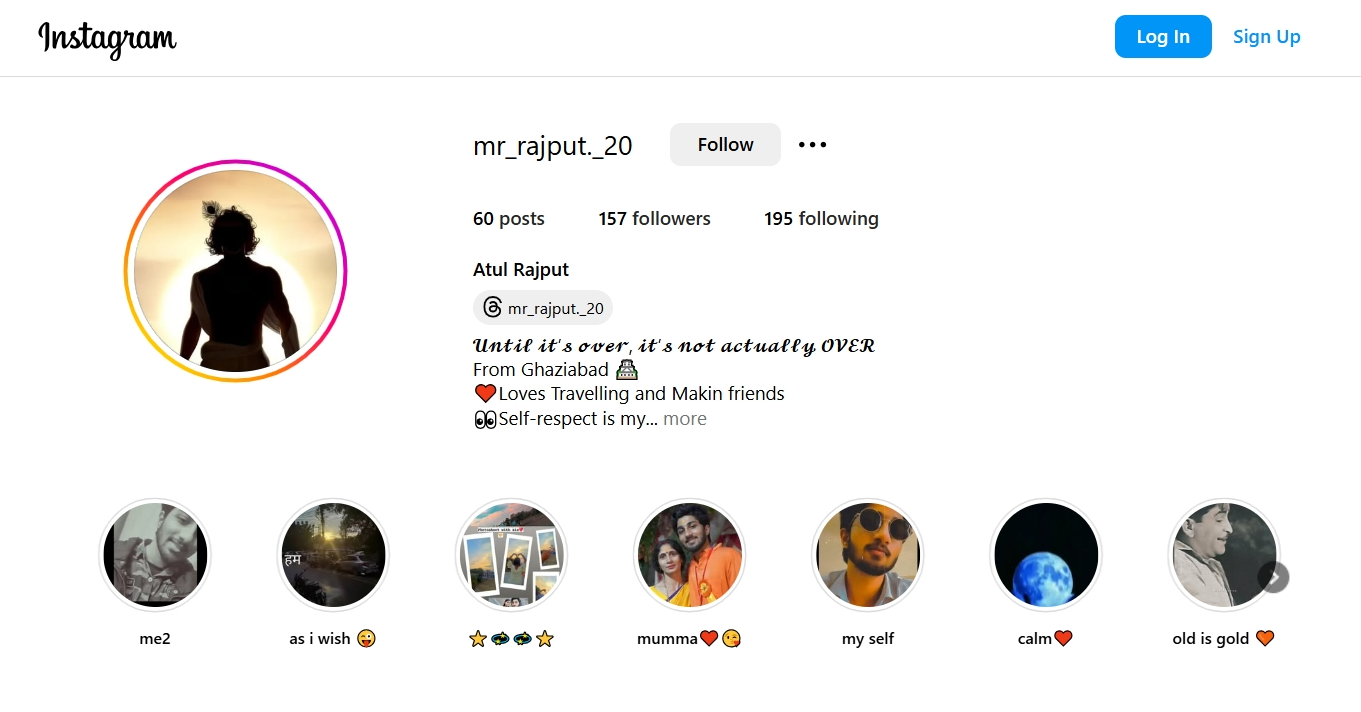 Instagram
Log In
Sign Up
mr_rajput._20
Follow
60 posts
157 followers
195 following
Atul Rajput
mr_rajput._20
𝓤𝓷𝓽𝓲𝓵 𝓲𝓽'𝓼 𝓸𝓿𝓮𝓻, 𝓲𝓽'𝓼 𝓷𝓸𝓽 𝓪𝓬𝓽𝓾𝓪𝓵𝓵𝔂 𝓞𝓥𝓔𝓡
From Ghaziabad 🏯
❤️Loves Travelling and Makin friends
👀Self-respect is my... more
हम
me2
as i wish 😜
⭐💫💫⭐
mumma❤️😘
my self
calm❤️
old is gold 🧡